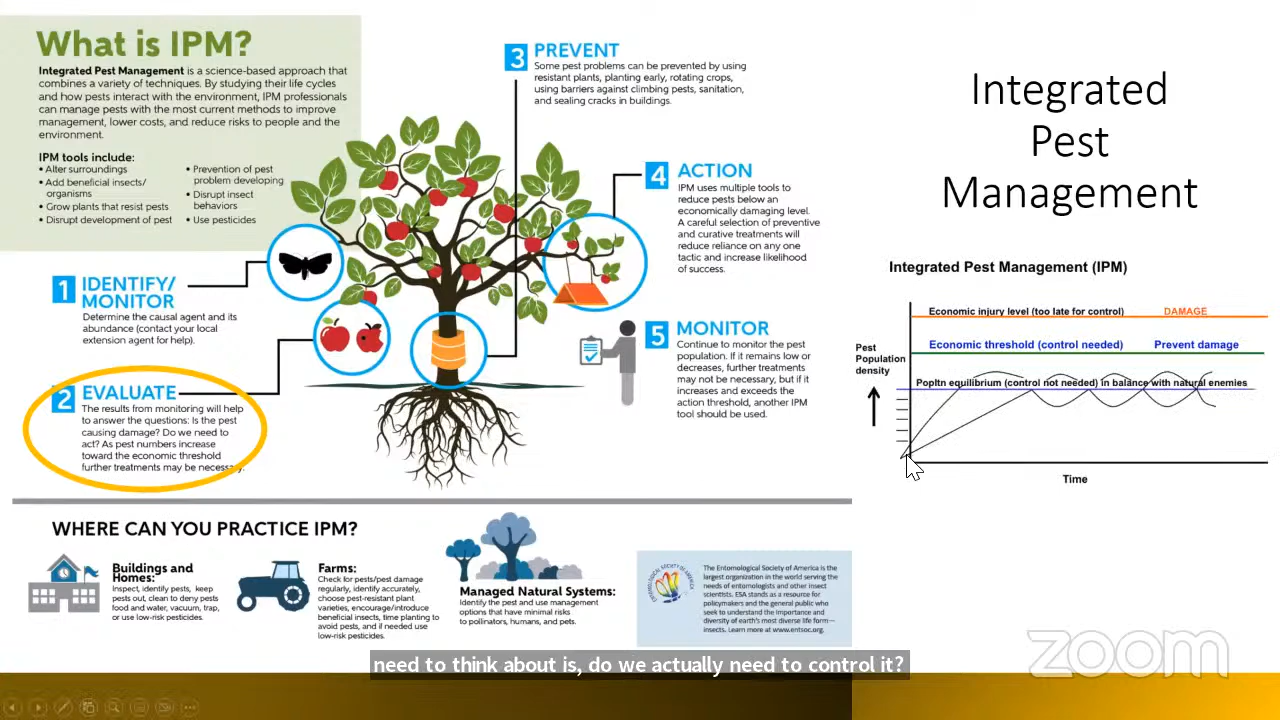 What is IPM?
Integrated Pest Management is a science-based approach that
combines a variety of techniques. By studying their life cycles
and how pests interact with the environment, IPM professionals
can manage pests with the most current methods to improve
management, lower costs, and reduce risks to people and the
environment.
IPM tools include:
• Alter surroundings
• Add beneficial insects/
organisms
• Grow plants that resist pests
• Disrupt development of pest
• Prevention of pest
problem developing
• Disrupt insect
behaviors
• Use pesticides
1 IDENTIFY/
MONITOR
Determine the causal agent and its
abundance (contact your local
extension agent for help).
2 EVALUATE
The results from monitoring will help
to answer the questions: Is the pest
causing damage? Do we need to
act? As pest numbers increase
toward the economic threshold
further treatments may be necessary.
3 PREVENT
Some pest problems can be prevented by using
resistant plants, planting early, rotating crops,
using barriers against climbing pests, sanitation,
and sealing cracks in buildings.
4 ACTION
IPM uses multiple tools to
reduce pests below an
economically damaging level.
A careful selection of preventive
and curative treatments will
reduce reliance on any one
tactic and increase likelihood
of success.
5 MONITOR
Continue to monitor the pest
population. If it remains low or
decreases, further treatments
may not be necessary, but if it
increases and exceeds the
action threshold, another IPM
tool should be used.
Integrated
Pest
Management
Integrated Pest Management (IPM)
Economic injury level (too late for control) DAMAGE
Economic threshold (control needed) Prevent damage
Pest
Population
density
Popltn equilibrium (control not needed) in balance with natural enemies
Time
WHERE CAN YOU PRACTICE IPM?
Buildings and
Homes:
Inspect, identify pests, keep
pests out, clean to deny pests
food and water, vacuum, trap,
or use low-risk pesticides.
Farms:
Check for pests/pest damage
regularly, identify accurately,
choose pest-resistant plant
varieties, encourage/introduce
beneficial insects, time planting to
avoid pests, and if needed use
low-risk pesticides.
Managed Natural Systems:
Identify the pest and use management
options that have minimal risks
to pollinators, humans, and pets.
The Entomological Society of America is the
largest organization in the world serving the
needs of entomologists and other insect
scientists. ESA stands as a resource for
policymakers and the general public who
seek to understand the importance and
diversity of earth's most diverse life form—
insects. Learn more at www.entsoc.org.
need to think about is, do we actually need to control it?
zoom